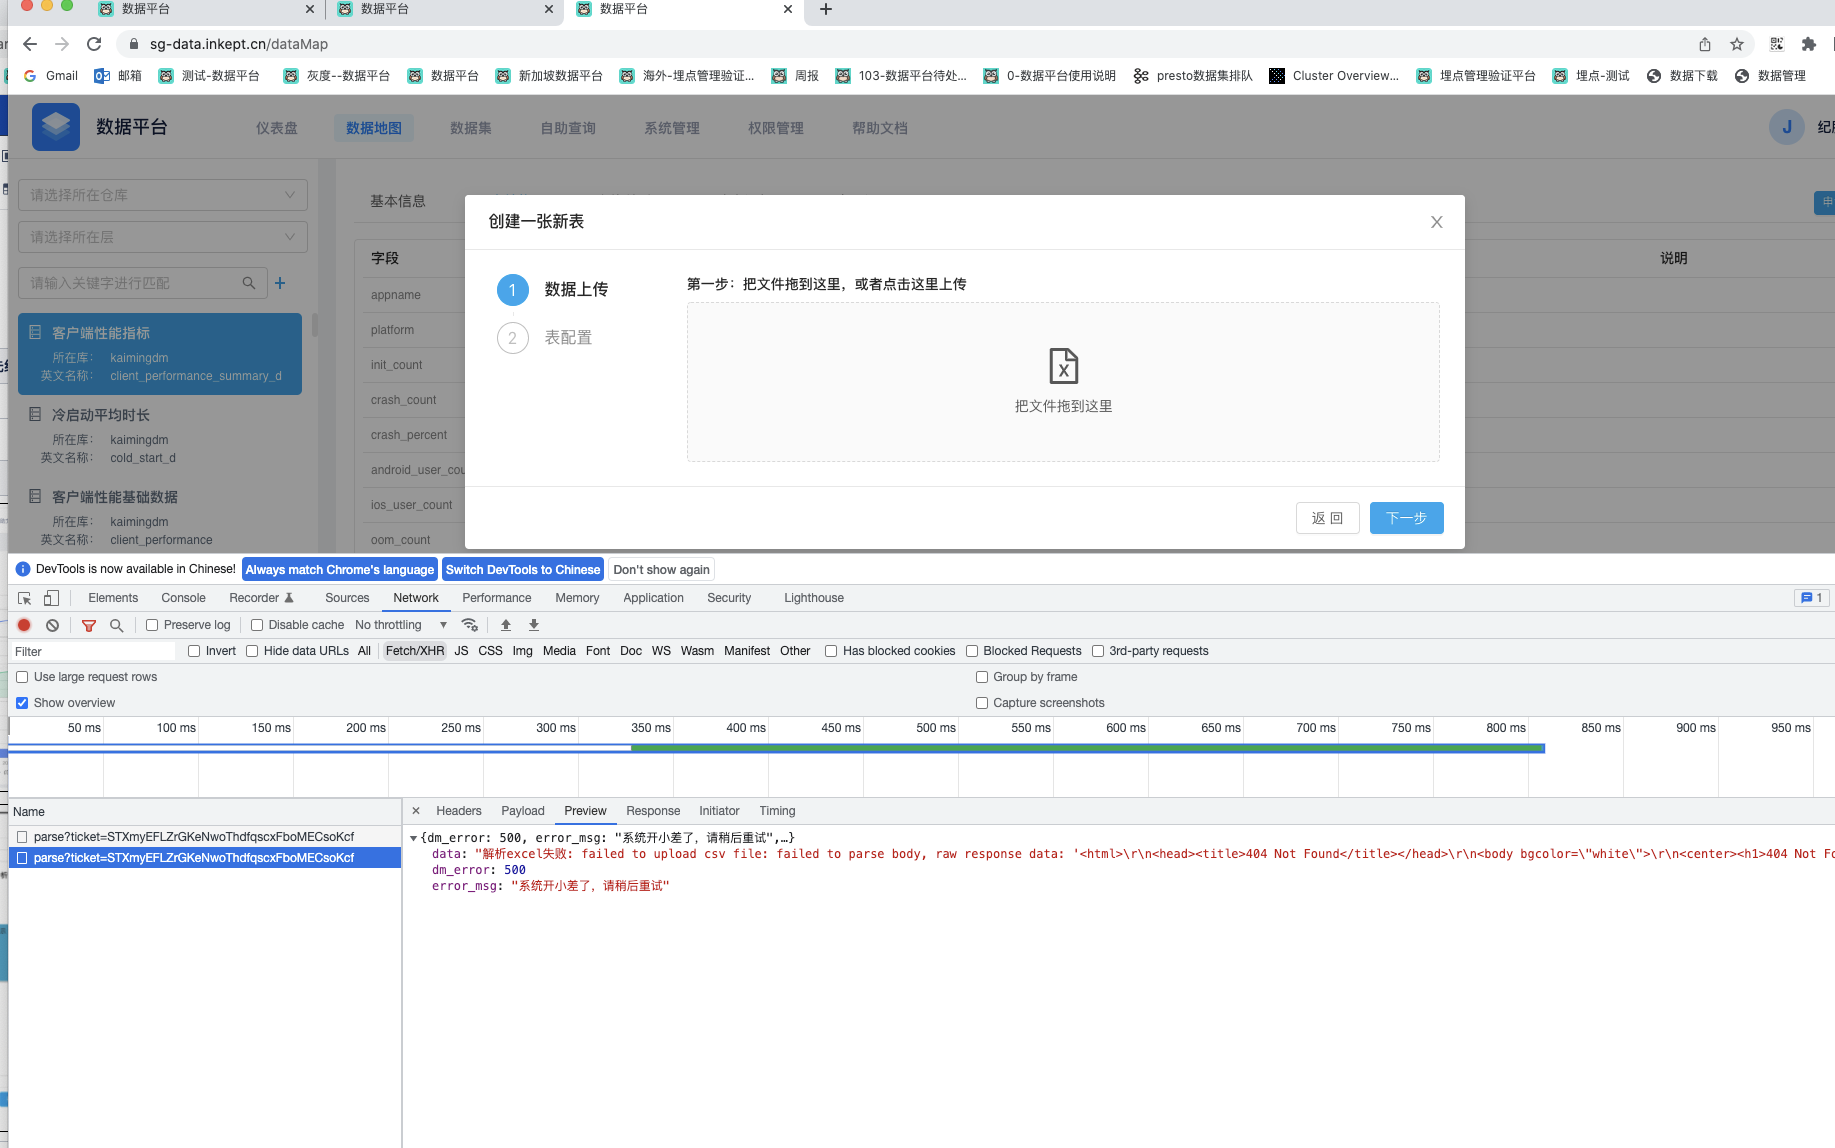 数据平台
数据平台
数据平台
sg-data.inkept.cn/dataMap
Gmail 邮箱 测试-数据平台 灰度--数据平台 数据平台 新加坡数据平台 海外-埋点管理验证... 周报 103-数据平台待处... 0-数据平台使用说明 presto数据集排队 Cluster Overview... 埋点管理验证平台 埋点-测试 数据下载 数据管理
数据平台 仪表盘 数据地图 数据集 自助查询 系统管理 权限管理 帮助文档 J
请选择所在仓库
请选择所在层
请输入关键字进行匹配
客户端性能指标
所在库: kaimingdm
英文名称: client_performance_summary_d
冷启动平均时长
所在库: kaimingdm
英文名称: cold_start_d
客户端性能基础数据
所在库: kaimingdm
英文名称: client_performance
基本信息
申
字段 说明
appname
platform
init_count
crash_count
crash_percent
android_user_cou
ios_user_count
oom_count
创建一张新表
X
1 数据上传
2 表配置
第一步：把文件拖到这里，或者点击这里上传
X
把文件拖到这里
返 回 下一步
DevTools is now available in Chinese! Always match Chrome's language Switch DevTools to Chinese Don't show again
Elements Console Recorder Sources Network Performance Memory Application Security Lighthouse 1
Preserve log Disable cache No throttling
Filter Invert Hide data URLs All Fetch/XHR JS CSS Img Media Font Doc WS Wasm Manifest Other Has blocked cookies Blocked Requests 3rd-party requests
Use large request rows Group by frame
Show overview Capture screenshots
50 ms 100 ms 150 ms 200 ms 250 ms 300 ms 350 ms 400 ms 450 ms 500 ms 550 ms 600 ms 650 ms 700 ms 750 ms 800 ms 850 ms 900 ms 950 ms
Name Headers Payload Preview Response Initiator Timing
parse?ticket=STXmyEFLZrGKeNwoThdfqscxFboMECsoKcf
parse?ticket=STXmyEFLZrGKeNwoThdfqscxFboMECsoKcf
{dm_error: 500, error_msg: "系统开小差了，请稍后重试",…}
data: "解析excel失败: failed to upload csv file: failed to parse body, raw response data: '<html>\r\n<head><title>404 Not Found</title></head>\r\n<body bgcolor=\"white\">\r\n<center><h1>404 Not Fo
dm_error: 500
error_msg: "系统开小差了，请稍后重试"